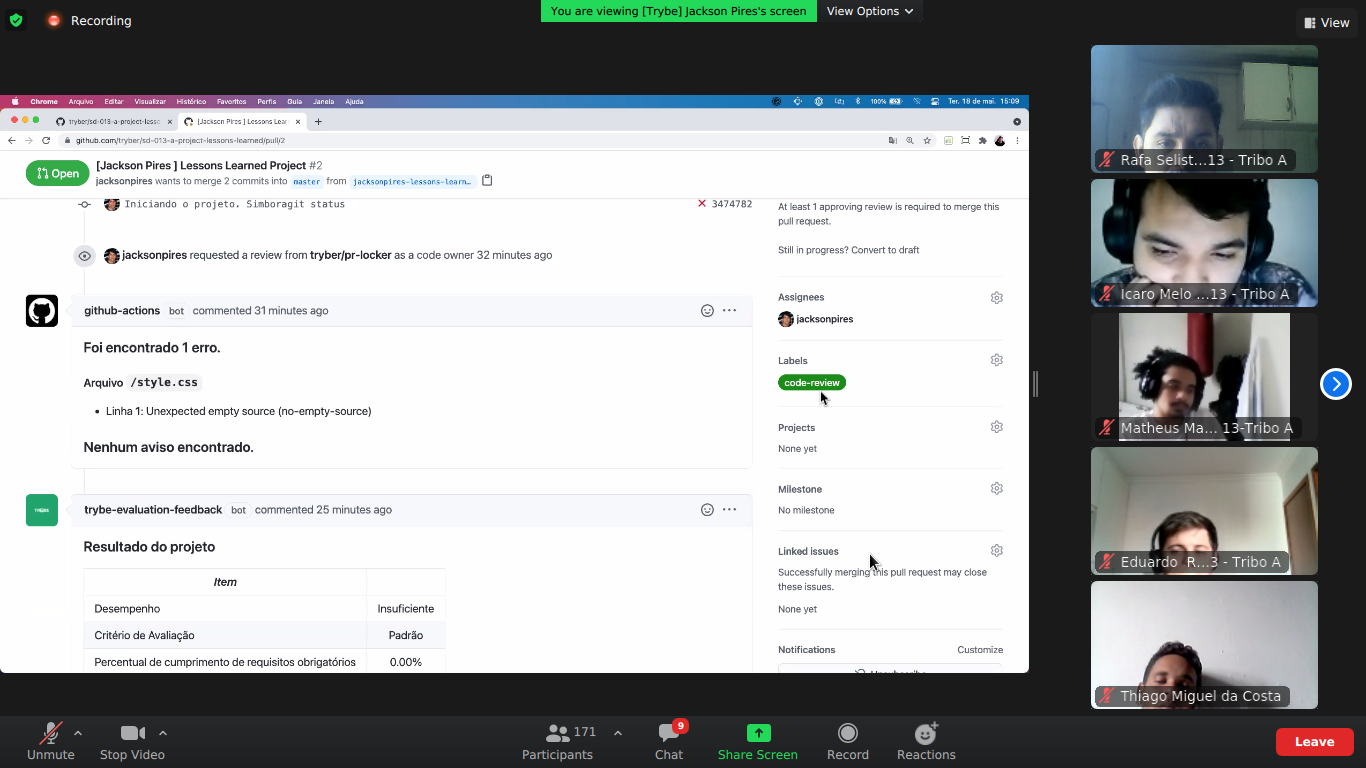 Recording
You are viewing [Trybe] Jackson Pires's screen
View Options
View
Chrome Arquivo Editar Visualizar Histórico Favoritos Perfis Guia Janela Ajuda
100%
Ter. 18 de mai. 15:09
tryber/sd-013-a-project-less
[Jackson Pires ] Lessons Lear
github.com/tryber/sd-013-a-project-lessons-learned/pull/2
Open
[Jackson Pires ] Lessons Learned Project #2
jacksonpires wants to merge 2 commits into master from jacksonpires-lessons-learn…
Iniciando o projeto. Simboragit status
3474782
jacksonpires requested a review from tryber/pr-locker as a code owner 32 minutes ago
github-actions bot commented 31 minutes ago
Foi encontrado 1 erro.
Arquivo /style.css
Linha 1: Unexpected empty source (no-empty-source)
Nenhum aviso encontrado.
trybe-evaluation-feedback bot commented 25 minutes ago
Resultado do projeto
Item
Desempenho Insuficiente
Critério de Avaliação Padrão
Percentual de cumprimento de requisitos obrigatórios 0.00%
At least 1 approving review is required to merge this
pull request.
Still in progress? Convert to draft
Assignees
jacksonpires
Labels
code-review
Projects
None yet
Milestone
No milestone
Linked issues
Successfully merging this pull request may close
these issues.
None yet
Notifications Customize
Rafa Selist...13 - Tribo A
Icaro Melo ...13 - Tribo A
Matheus Ma... 13-Tribo A
Eduardo R...3 - Tribo A
Thiago Miguel da Costa
Unmute
Stop Video
171
Participants
9
Chat
Share Screen
Record
Reactions
Leave